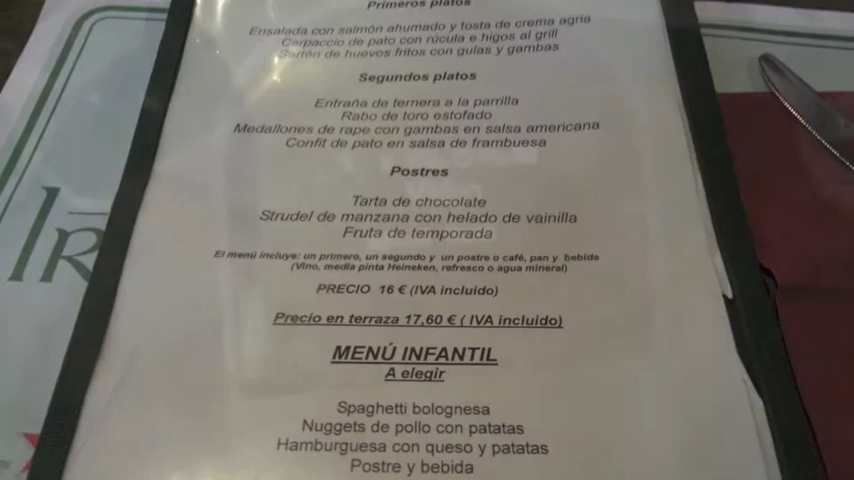 Primeros platos
Ensalada con salmón ahumado y tosta de crema agria
Carpaccio de pato con rúcula e higos al grill
Sartén de huevos fritos con gulas y gambas
Segundos platos
Entraña de ternera a la parrilla
Rabo de toro estofado
Medallones de rape con gambas en salsa americana
Confit de pato en salsa de frambuesa
Postres
Tarta de chocolate
Strudel de manzana con helado de vainilla
Fruta de temporada
El menú incluye: un primero, un segundo y un postre o café, pan y bebida
(Vino, media pinta Heineken, refresco o agua mineral)
PRECIO 16 € (IVA incluido)
Precio en terraza 17,60 € ( IVA incluido)
MENÚ INFANTIL
A elegir
Spaghetti bolognesa
Nuggets de pollo con patatas
Hamburguesa con queso y patatas
Postre y bebida
IR